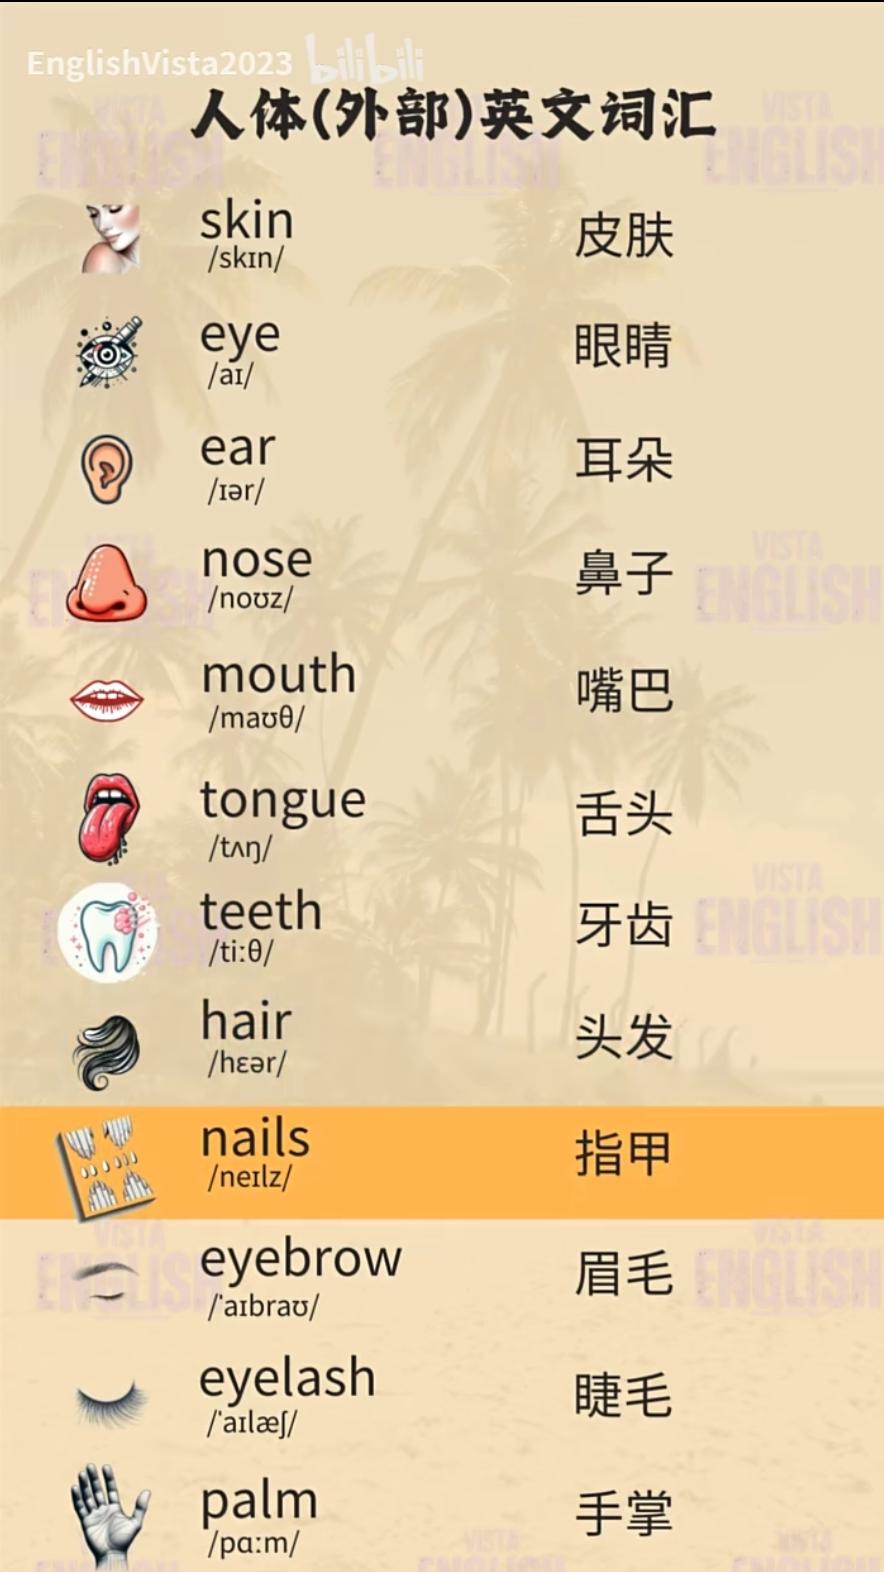 EnglishVista2023 bilibili
人体(外部)英文词汇
skin 皮肤
/skɪn/
eye 眼睛
/aɪ/
ear 耳朵
/ɪər/
nose 鼻子
/noʊz/
mouth 嘴巴
/maʊθ/
tongue 舌头
/tʌŋ/
teeth 牙齿
/tiːθ/
hair 头发
/hɛər/
nails 指甲
/neɪlz/
eyebrow 眉毛
/ˈaɪbraʊ/
eyelash 睫毛
/ˈaɪlæʃ/
palm 手掌
/pɑːm/
VISTA
ENGLISH